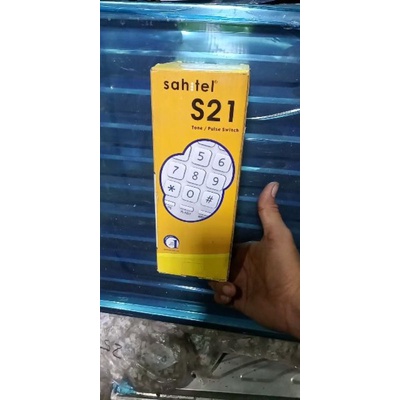 sahitel
S21
Tone / Pulse Switch
5 6
7 8 9
* 0 #